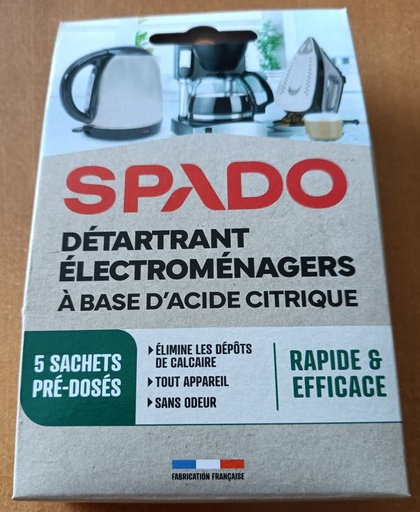 SPADO
DÉTARTRANT
ÉLECTROMÉNAGERS
À BASE D'ACIDE CITRIQUE
5 SACHETS
PRÉ-DOSÉS
ÉLIMINE LES DÉPÔTS
DE CALCAIRE
TOUT APPAREIL
SANS ODEUR
RAPIDE &
EFFICACE
FABRICATION FRANÇAISE